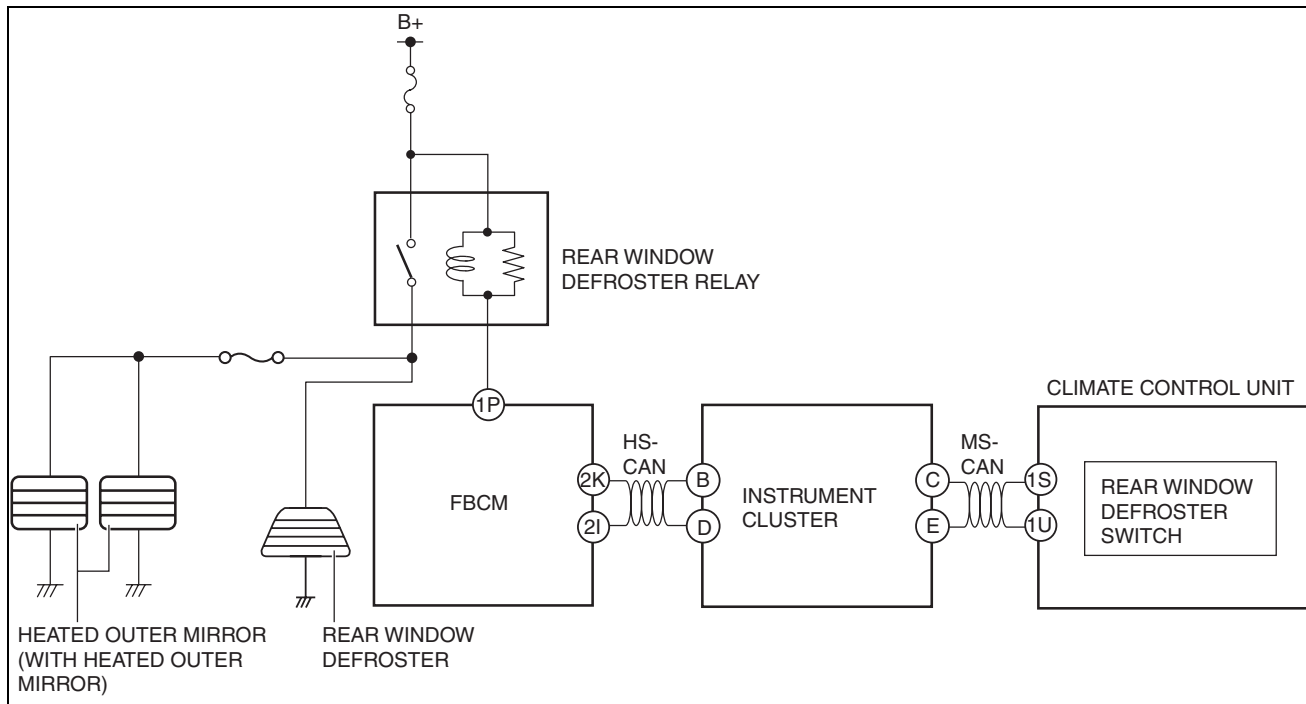 B+
REAR WINDOW
DEFROSTER RELAY
1P
CLIMATE CONTROL UNIT
HS-
CAN
MS-
CAN
2K
B
C
1S
FBCM
INSTRUMENT
CLUSTER
REAR WINDOW
DEFROSTER
SWITCH
2I
D
E
1U
HEATED OUTER MIRROR
(WITH HEATED OUTER
MIRROR)
REAR WINDOW
DEFROSTER